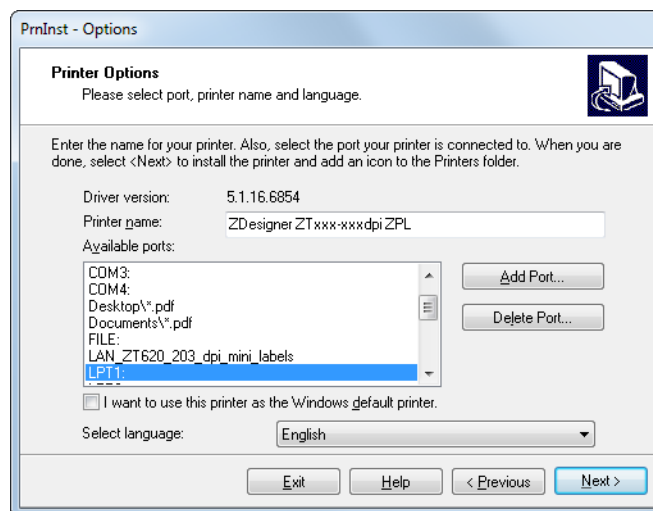 PrnInst - Options
Printer Options
Please select port, printer name and language.
Enter the name for your printer. Also, select the port your printer is connected to. When you are
done, select <Next> to install the printer and add an icon to the Printers folder.
Driver version: 5.1.16.6854
Printer name: ZDesigner ZTxxx-xxxdpi ZPL
Available ports:
COM3:
COM4:
Desktop\*.pdf
Documents\*.pdf
FILE:
LAN_ZT620_203_dpi_mini_labels
LPT1:
Add Port...
Delete Port...
I want to use this printer as the Windows default printer.
Select language: English
Exit Help < Previous Next >